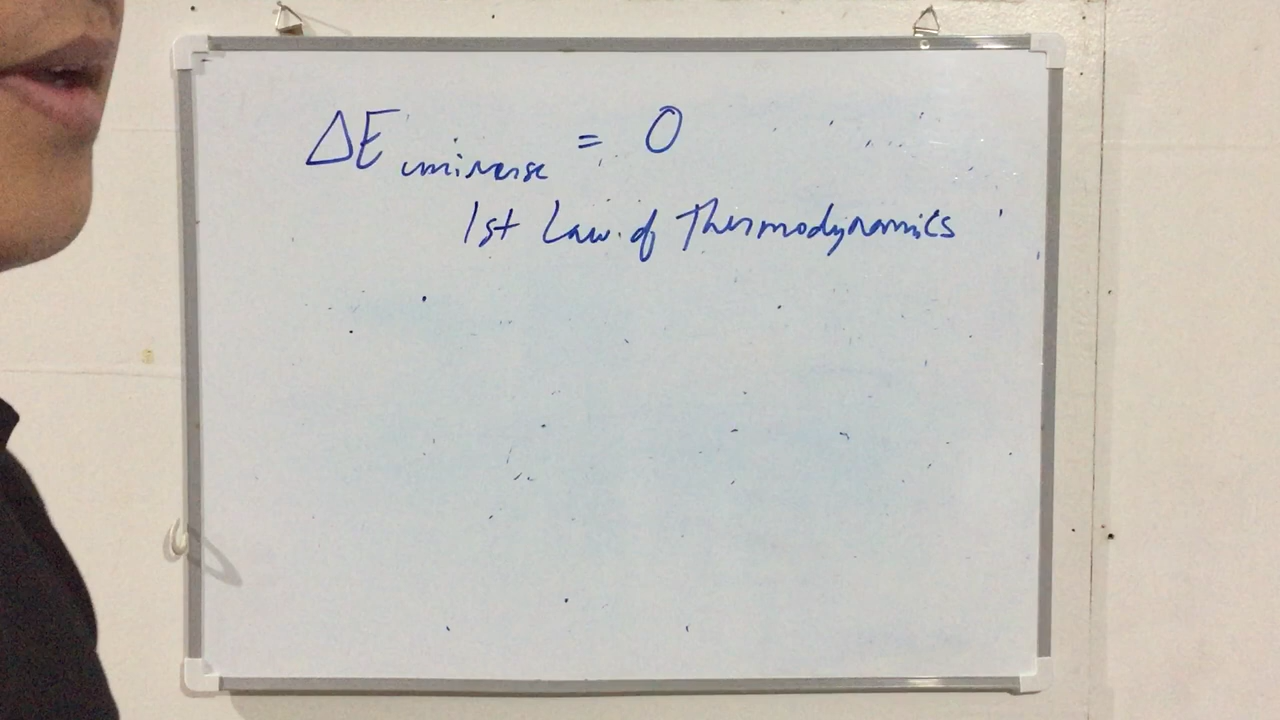 ΔE universe = 0
1st Law of Thermodynamics